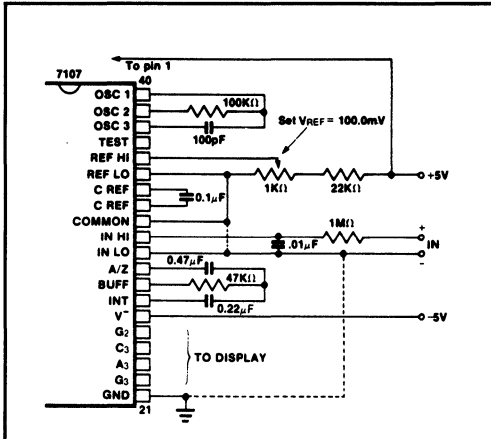 7107
To pin 1
40
OSC 1
OSC 2
100KΩ
OSC 3
100pF
Set VREF = 100.0mV
TEST
REF HI
REF LO
1KΩ
22KΩ
+5V
C REF
0.1μF
C REF
COMMON
IN HI
1MΩ
+
.01μF
IN
IN LO
-
A/Z
0.47μF
BUFF
47KΩ
INT
0.22μF
V-
-5V
G2
C3
TO DISPLAY
A3
G3
GND
21